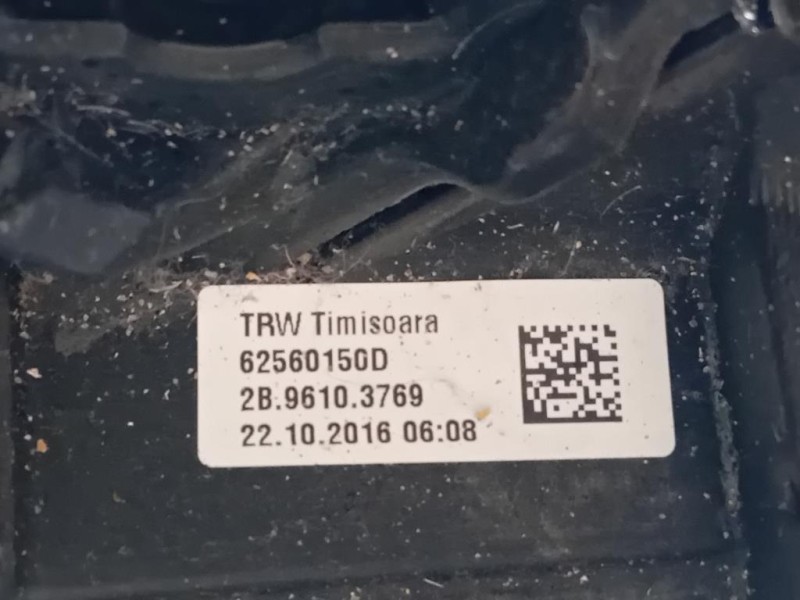 TRW Timisoara
62560150D
2B.9610.3769
22.10.2016 06:08